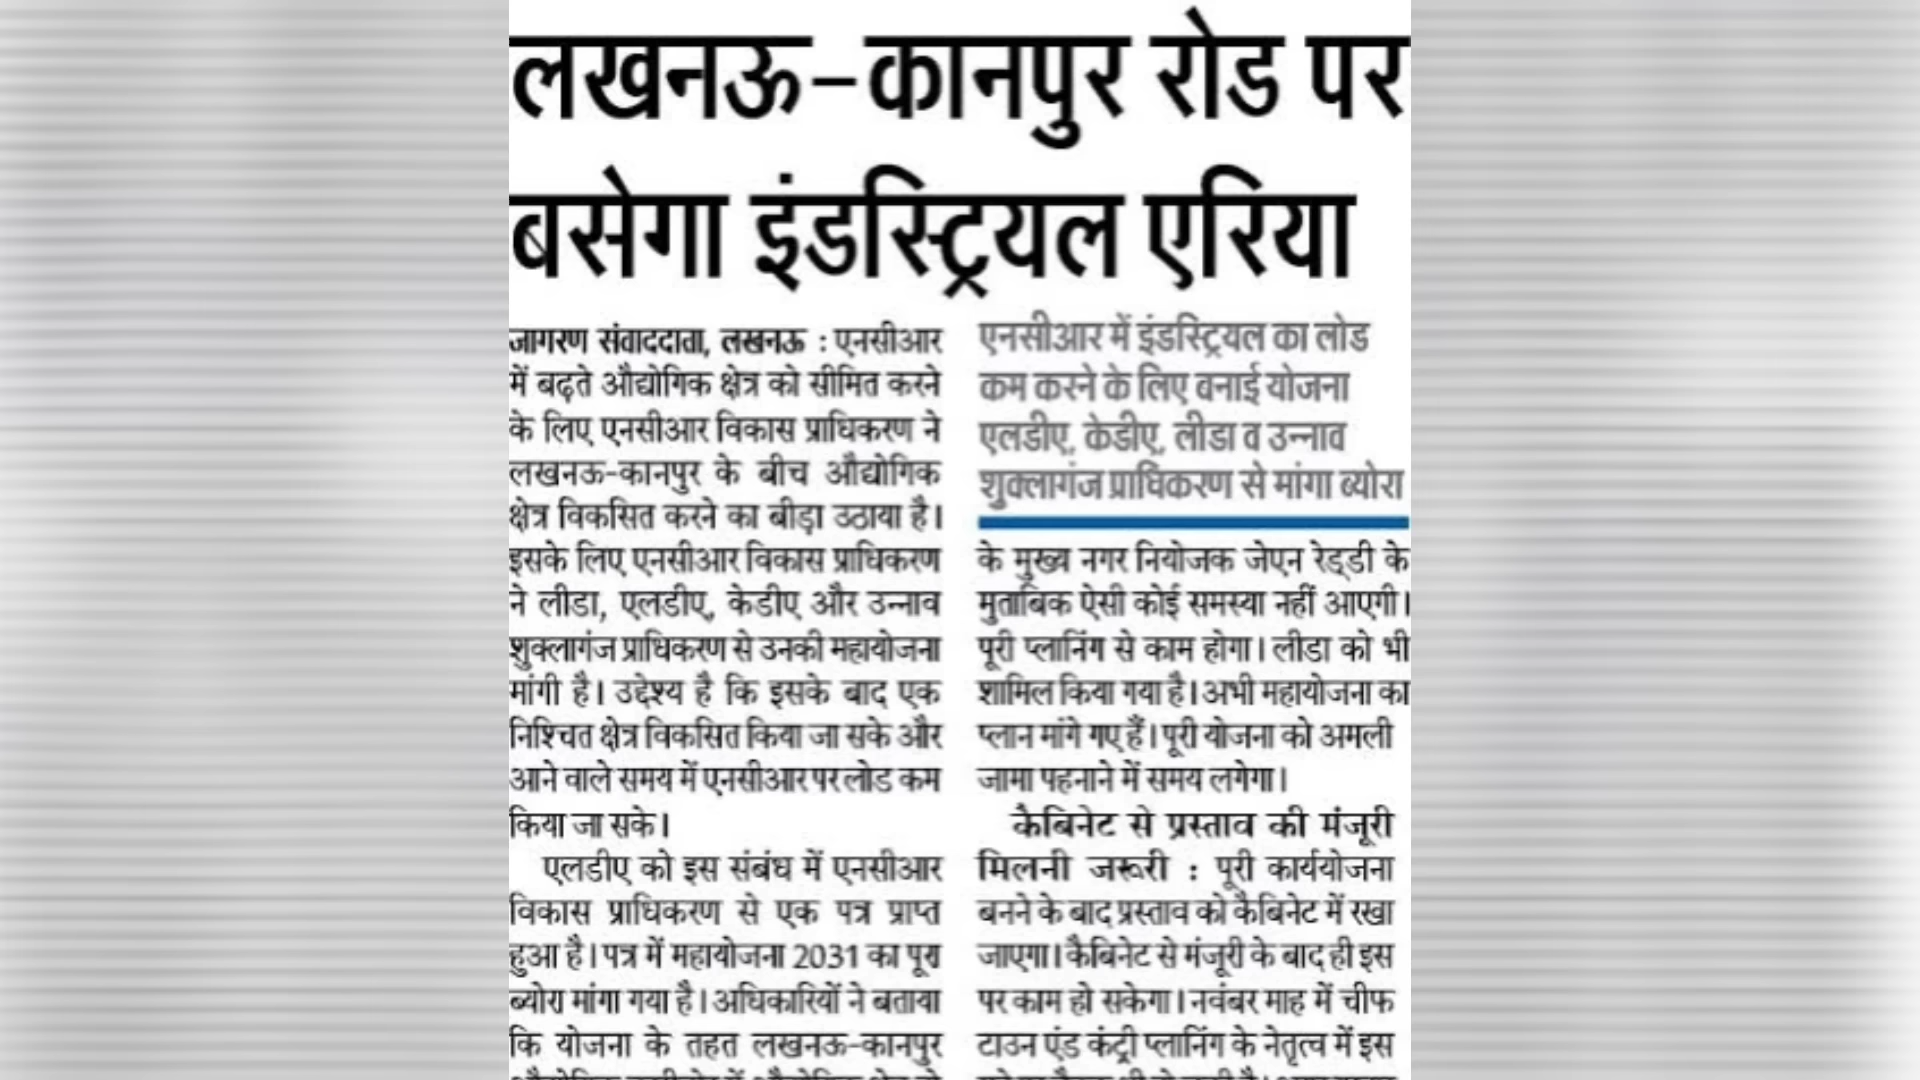 लखनऊ-कानपुर रोड पर
बसेगा इंडस्ट्रियल एरिया
जागरण संवाददाता, लखनऊ : एनसीआर
में बढ़ते औद्योगिक क्षेत्र को सीमित करने
के लिए एनसीआर विकास प्राधिकरण ने
लखनऊ-कानपुर के बीच औद्योगिक
क्षेत्र विकसित करने का बीड़ा उठाया है।
इसके लिए एनसीआर विकास प्राधिकरण
ने लीडा, एलडीए, केडीए और उन्नाव
शुक्लागंज प्राधिकरण से उनकी महायोजना
मांगी है। उद्देश्य है कि इसके बाद एक
निश्चित क्षेत्र विकसित किया जा सके और
आने वाले समय में एनसीआर पर लोड कम
किया जा सके।
एलडीए को इस संबंध में एनसीआर
विकास प्राधिकरण से एक पत्र प्राप्त
हुआ है। पत्र में महायोजना 2031 का पूरा
ब्योरा मांगा गया है। अधिकारियों ने बताया
कि योजना के तहत लखनऊ-कानपुर
एनसीआर में इंडस्ट्रियल का लोड
कम करने के लिए बनाई योजना
एलडीए, केडीए, लीडा व उन्नाव
शुक्लागंज प्राधिकरण से मांगा ब्योरा
के मुख्य नगर नियोजक जेएन रेड्डी के
मुताबिक ऐसी कोई समस्या नहीं आएगी।
पूरी प्लानिंग से काम होगा। लीडा को भी
शामिल किया गया है। अभी महायोजना का
प्लान मांगे गए हैं। पूरी योजना को अमली
जामा पहनाने में समय लगेगा।
कैबिनेट से प्रस्ताव की मंजूरी
मिलनी जरूरी : पूरी कार्ययोजना
बनने के बाद प्रस्ताव को कैबिनेट में रखा
जाएगा। कैबिनेट से मंजूरी के बाद ही इस
पर काम हो सकेगा। नवंबर माह में चीफ
टाउन एंड कंट्री प्लानिंग के नेतृत्व में इस